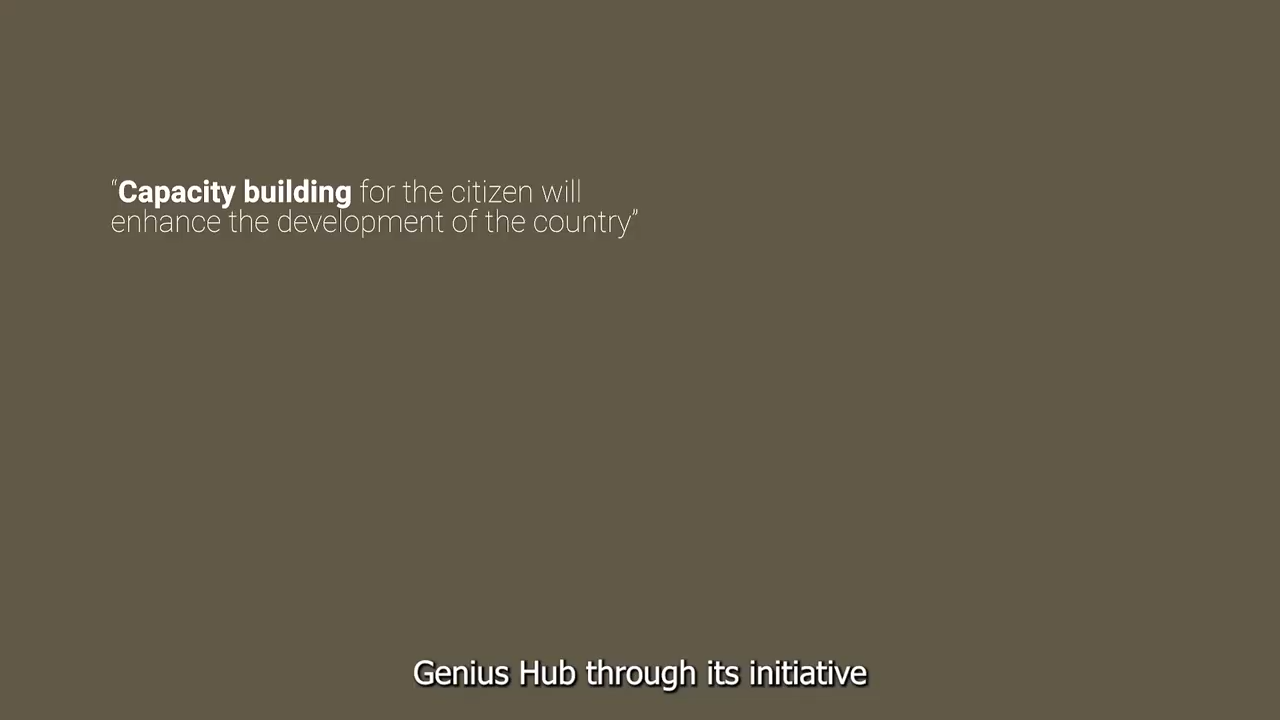 “Capacity building for the citizen will
enhance the development of the country”
Genius Hub through its initiative